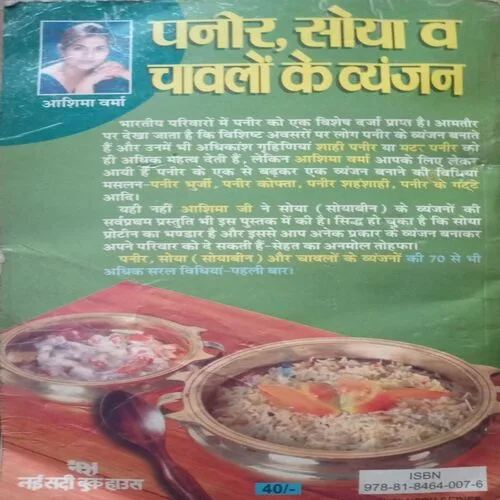 पनीर, सोया व
चावलों के व्यंजन
आशिमा वर्मा
भारतीय परिवारों में पनीर को एक विशेष दर्जा प्राप्त है। आमतौर
पर देखा जाता है कि विशिष्ट अवसरों पर लोग पनीर के व्यंजन बनाते
हैं और उनमें भी अधिकांश गृहिणियां शाही पनीर या मटर पनीर को
ही अधिक महत्व देती हैं, लेकिन आशिमा वर्मा आपके लिए लेकर
आयी हैं पनीर के एक से बढ़कर एक व्यंजन बनाने की विधियां
मसलन-पनीर भुर्जी, पनीर कोफ्ता, पनीर शहशाही, पनीर के गट्टे
आदि।
यही नहीं आशिमा जी ने सोया (सोयाबीन) के व्यंजनों की
सर्वप्रथम प्रस्तुति भी इस पुस्तक में की है। सिद्ध हो चुका है कि सोया
प्रोटीन का भण्डार है और इससे आप अनेक प्रकार के व्यंजन बनाकर
अपने परिवार को दे सकती हैं-सेहत का अनमोल तोहफा।
पनीर, सोया (सोयाबीन) और चावलों के व्यंजनों की 70 से भी
अधिक सरल विधियां-पहली बार।
नई सदी बुक हाउस
40/-
ISBN
978-81-8464-007-6